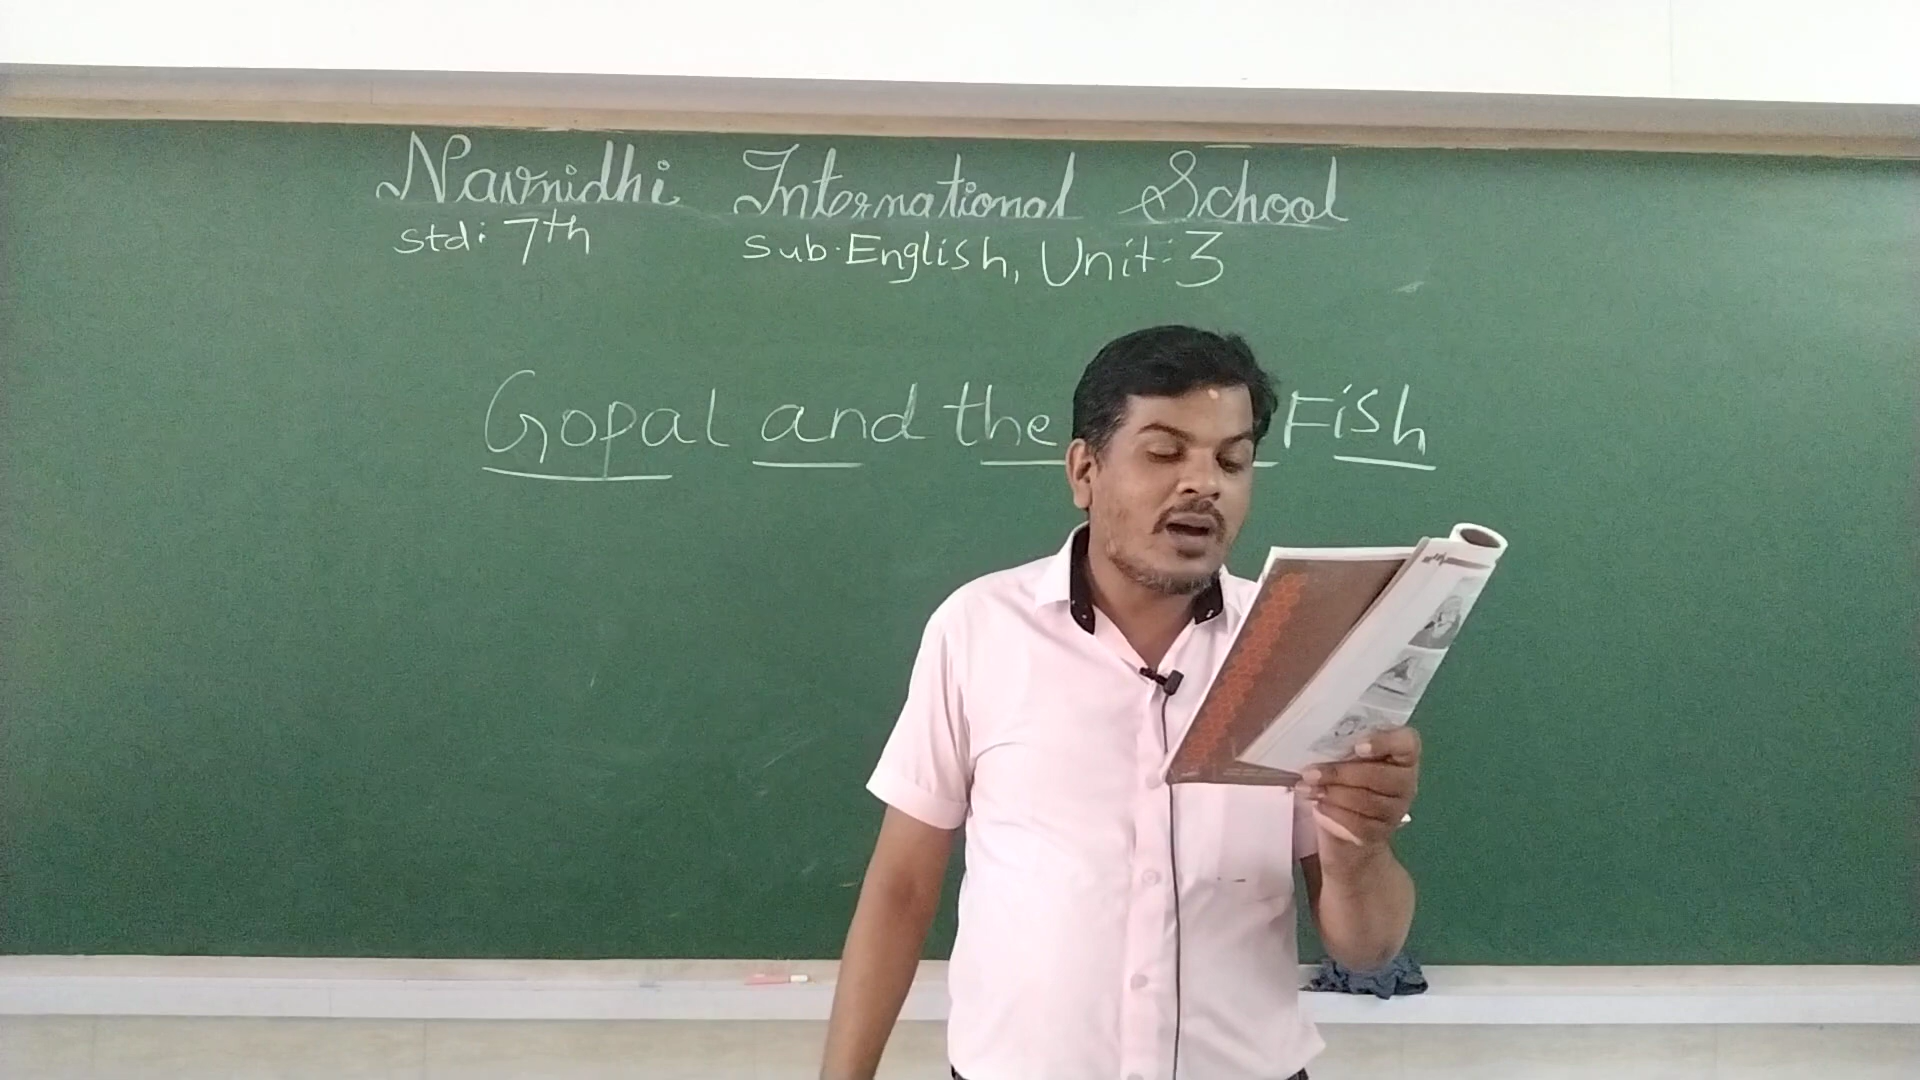 Navnidhi International School
std: 7th Sub. English, Unit: 3
Gopal and the Fish